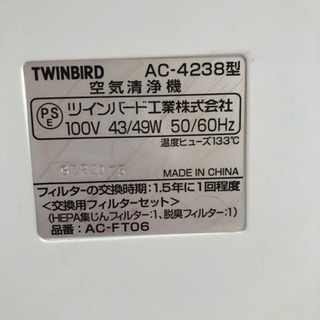 TWINBIRD AC-4238型
空気清浄機
PSE ツインバード工業株式会社
100V 43/49W 50/60Hz
温度ヒューズ133℃
MADE IN CHINA
フィルターの交換時期:1.5年に1回程度
<交換用フィルターセット>
(HEPA集じんフィルター:1、脱臭フィルター:1)
品番:AC-FT06